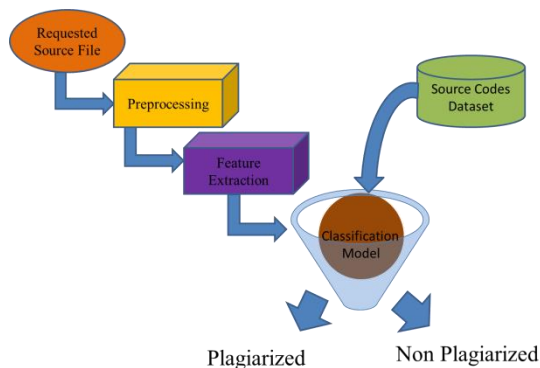 Requested
Source File
Preprocessing
Feature
Extraction
Source Codes
Dataset
Classification
Model
Plagiarized
Non Plagiarized